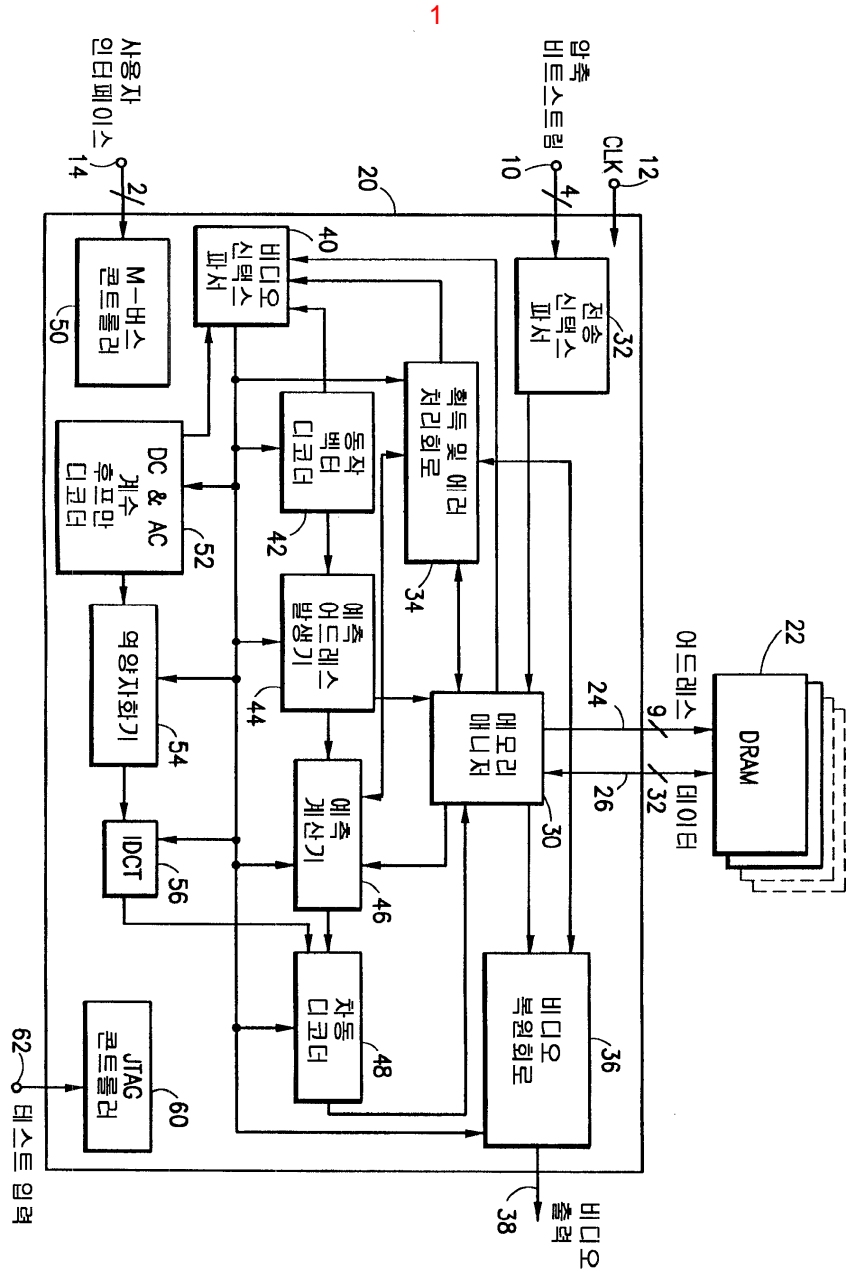 1
사용자
인터페이스
14
2
압축
비트스트림
10
4
CLK
12
20
M-버스
콘트롤러
50
비디오
신택스
파서
40
전송
신택스
파서
32
획득 및 에러
처리회로
34
동작
벡터
디코더
42
DC & AC
계수
후프만
디코더
52
예측
어드레스
발생기
44
역양자화기
54
메모리
매니저
30
어드레스
24
9
데이터
26
32
DRAM
22
예측
계산기
46
IDCT
56
차동
디코더
48
비디오
복원회로
36
38
비디오
출력
JTAG
콘트롤러
60
62
테스트 입력